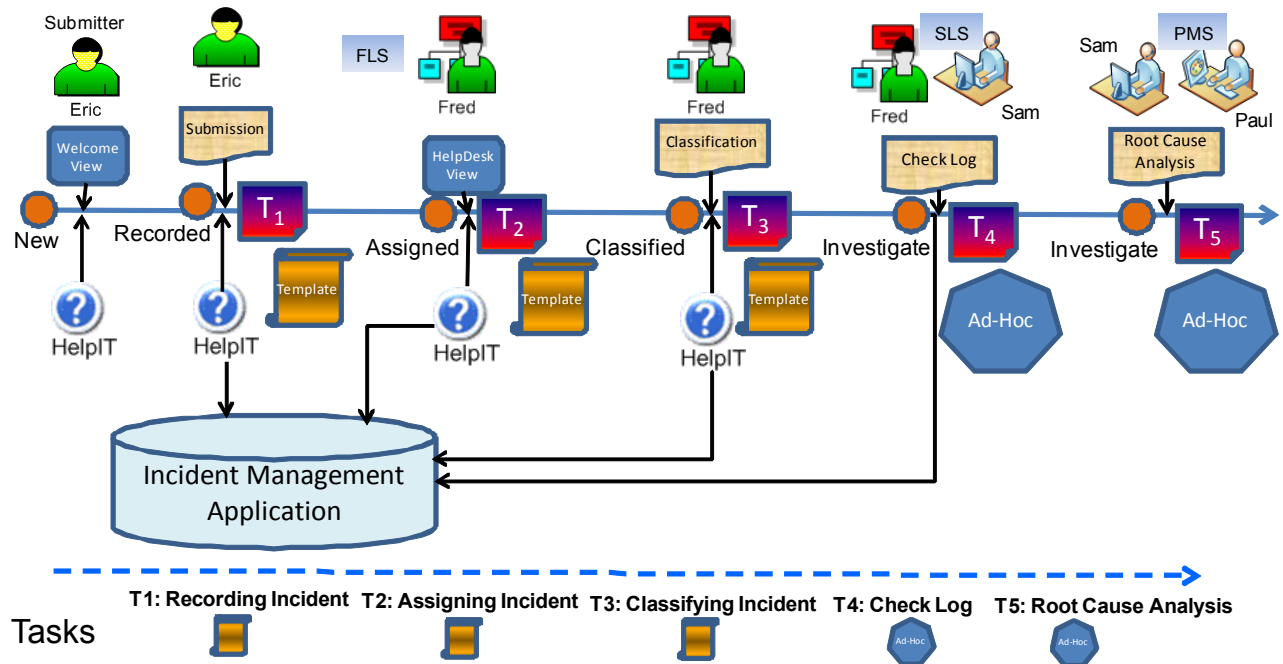 Submitter
Eric
Eric
FLS
Fred
Fred
Fred
SLS
Sam
Sam
PMS
Paul
Welcome
View
Submission
HelpDesk
View
Classification
Check Log
Root Cause
Analysis
New
Recorded
T1
Assigned
T2
Classified
T3
Investigate
T4
Investigate
T5
Template
Template
Template
Ad-Hoc
Ad-Hoc
HelpIT
HelpIT
HelpIT
HelpIT
Incident Management
Application
T1: Recording Incident
T2: Assigning Incident
T3: Classifying Incident
T4: Check Log
T5: Root Cause Analysis
Tasks
Ad-Hoc
Ad-Hoc